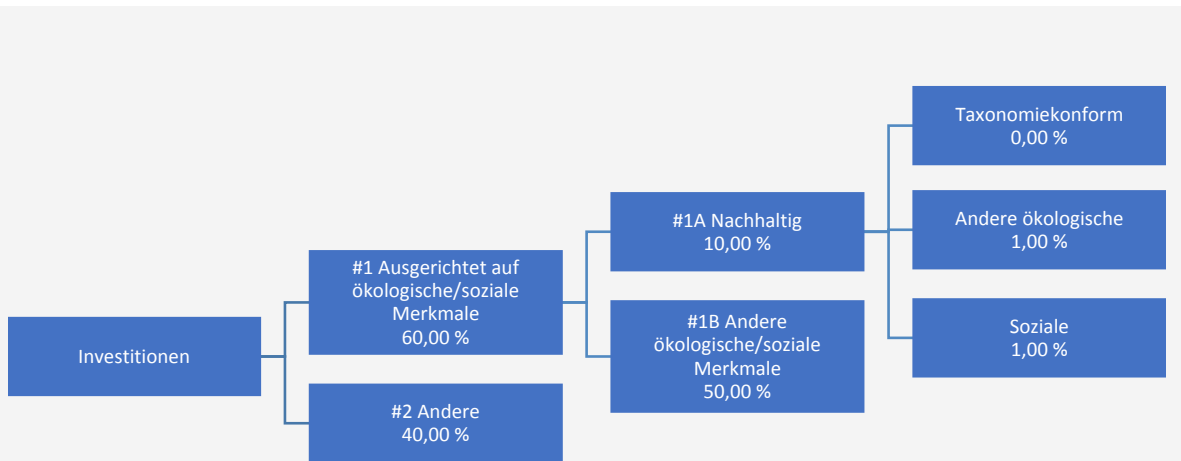 Investitionen
#1 Ausgerichtet auf
ökologische/soziale
Merkmale
60,00 %
#2 Andere
40,00 %
#1A Nachhaltig
10,00 %
#1B Andere
ökologische/soziale
Merkmale
50,00 %
Taxonomiekonform
0,00 %
Andere ökologische
1,00 %
Soziale
1,00 %